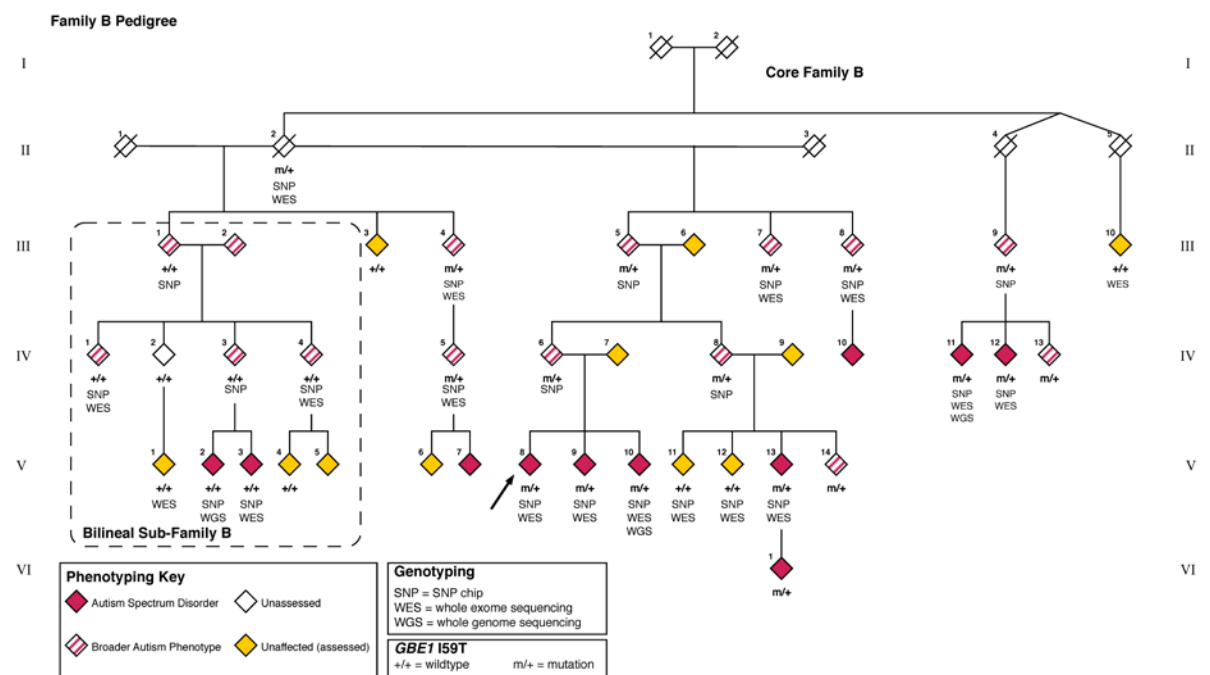 Family B Pedigree
1 2
I Core Family B I
1 2 3 4 5
II II
m/+
SNP
WES
1 2 3 4 5 6 7 8 9 10
III III
+/+ +/+ m/+ m/+ m/+ m/+ m/+ +/+
SNP SNP SNP SNP SNP SNP WES
WES WES WES
1 2 3 4 5 6 7 8 9 10 11 12 13
IV IV
+/+ +/+ +/+ +/+ m/+ m/+ m/+ m/+ m/+ m/+
SNP SNP SNP SNP SNP SNP SNP SNP
WES WES WES WES WES
WGS
1 2 3 4 5 6 7 8 9 10 11 12 13 14
V V
+/+ +/+ +/+ +/+ m/+ m/+ m/+ +/+ +/+ m/+ m/+
WES SNP SNP SNP SNP SNP SNP SNP SNP
WGS WES WES WES WES WES WES WES
WGS
Bilineal Sub-Family B
1
VI VI
m/+
Phenotyping Key
Autism Spectrum Disorder Unassessed
Broader Autism Phenotype Unaffected (assessed)
Genotyping
SNP = SNP chip
WES = whole exome sequencing
WGS = whole genome sequencing
GBE1 I59T
+/+ = wildtype m/+ = mutation